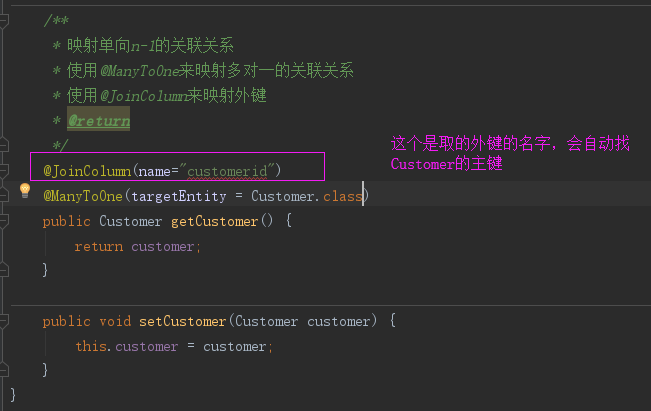 /**
* 映射单向n-1的关联关系
* 使用@ManyToOne来映射多对一的关联关系
* 使用@JoinColumn来映射外键
* @return
*/
这个是取的外键的名字，会自动找
Customer的主键
@JoinColumn(name="customerid")
@ManyToOne(targetEntity = Customer.class)
public Customer getCustomer() {
return customer;
}
public void setCustomer(Customer customer) {
this.customer = customer;
}
}